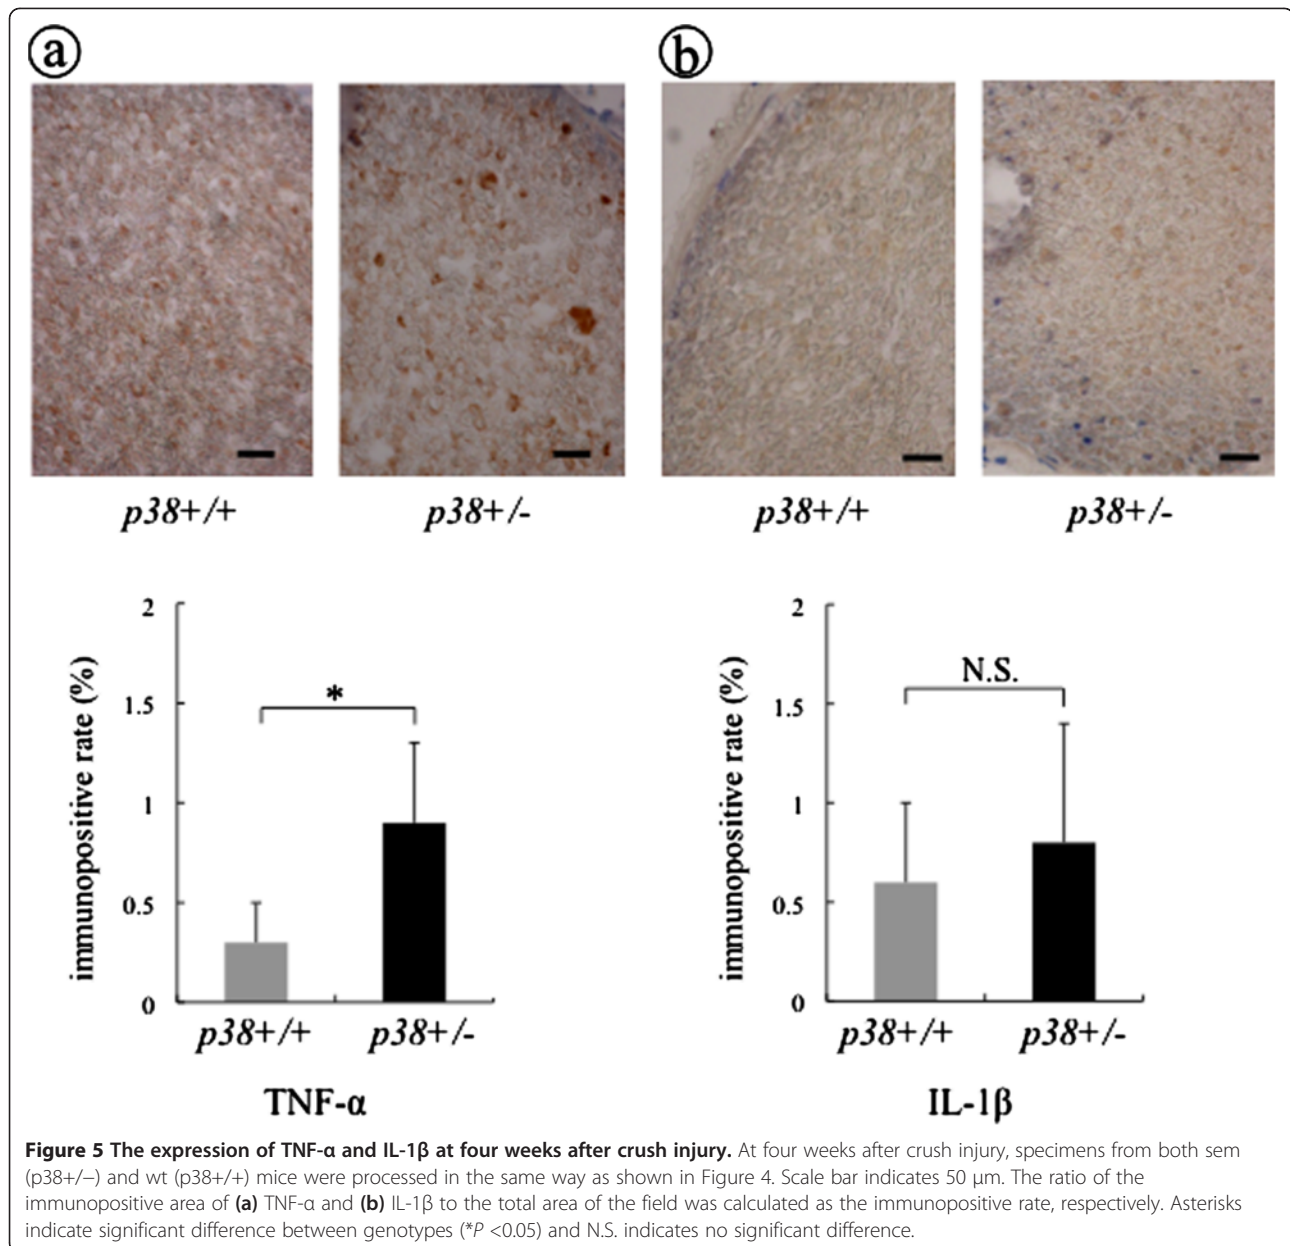 a
b
p38+/+
p38+/-
p38+/+
p38+/-
immunopositive rate (%)
2
1.5
1
0.5
0
*
p38+/+
p38+/-
TNF-α
immunopositive rate (%)
2
1.5
1
0.5
0
N.S.
p38+/+
p38+/-
IL-1β
Figure 5 The expression of TNF-α and IL-1β at four weeks after crush injury. At four weeks after crush injury, specimens from both sem
(p38+/−) and wt (p38+/+) mice were processed in the same way as shown in Figure 4. Scale bar indicates 50 μm. The ratio of the
immunopositive area of (a) TNF-α and (b) IL-1β to the total area of the field was calculated as the immunopositive rate, respectively. Asterisks
indicate significant difference between genotypes (*P <0.05) and N.S. indicates no significant difference.